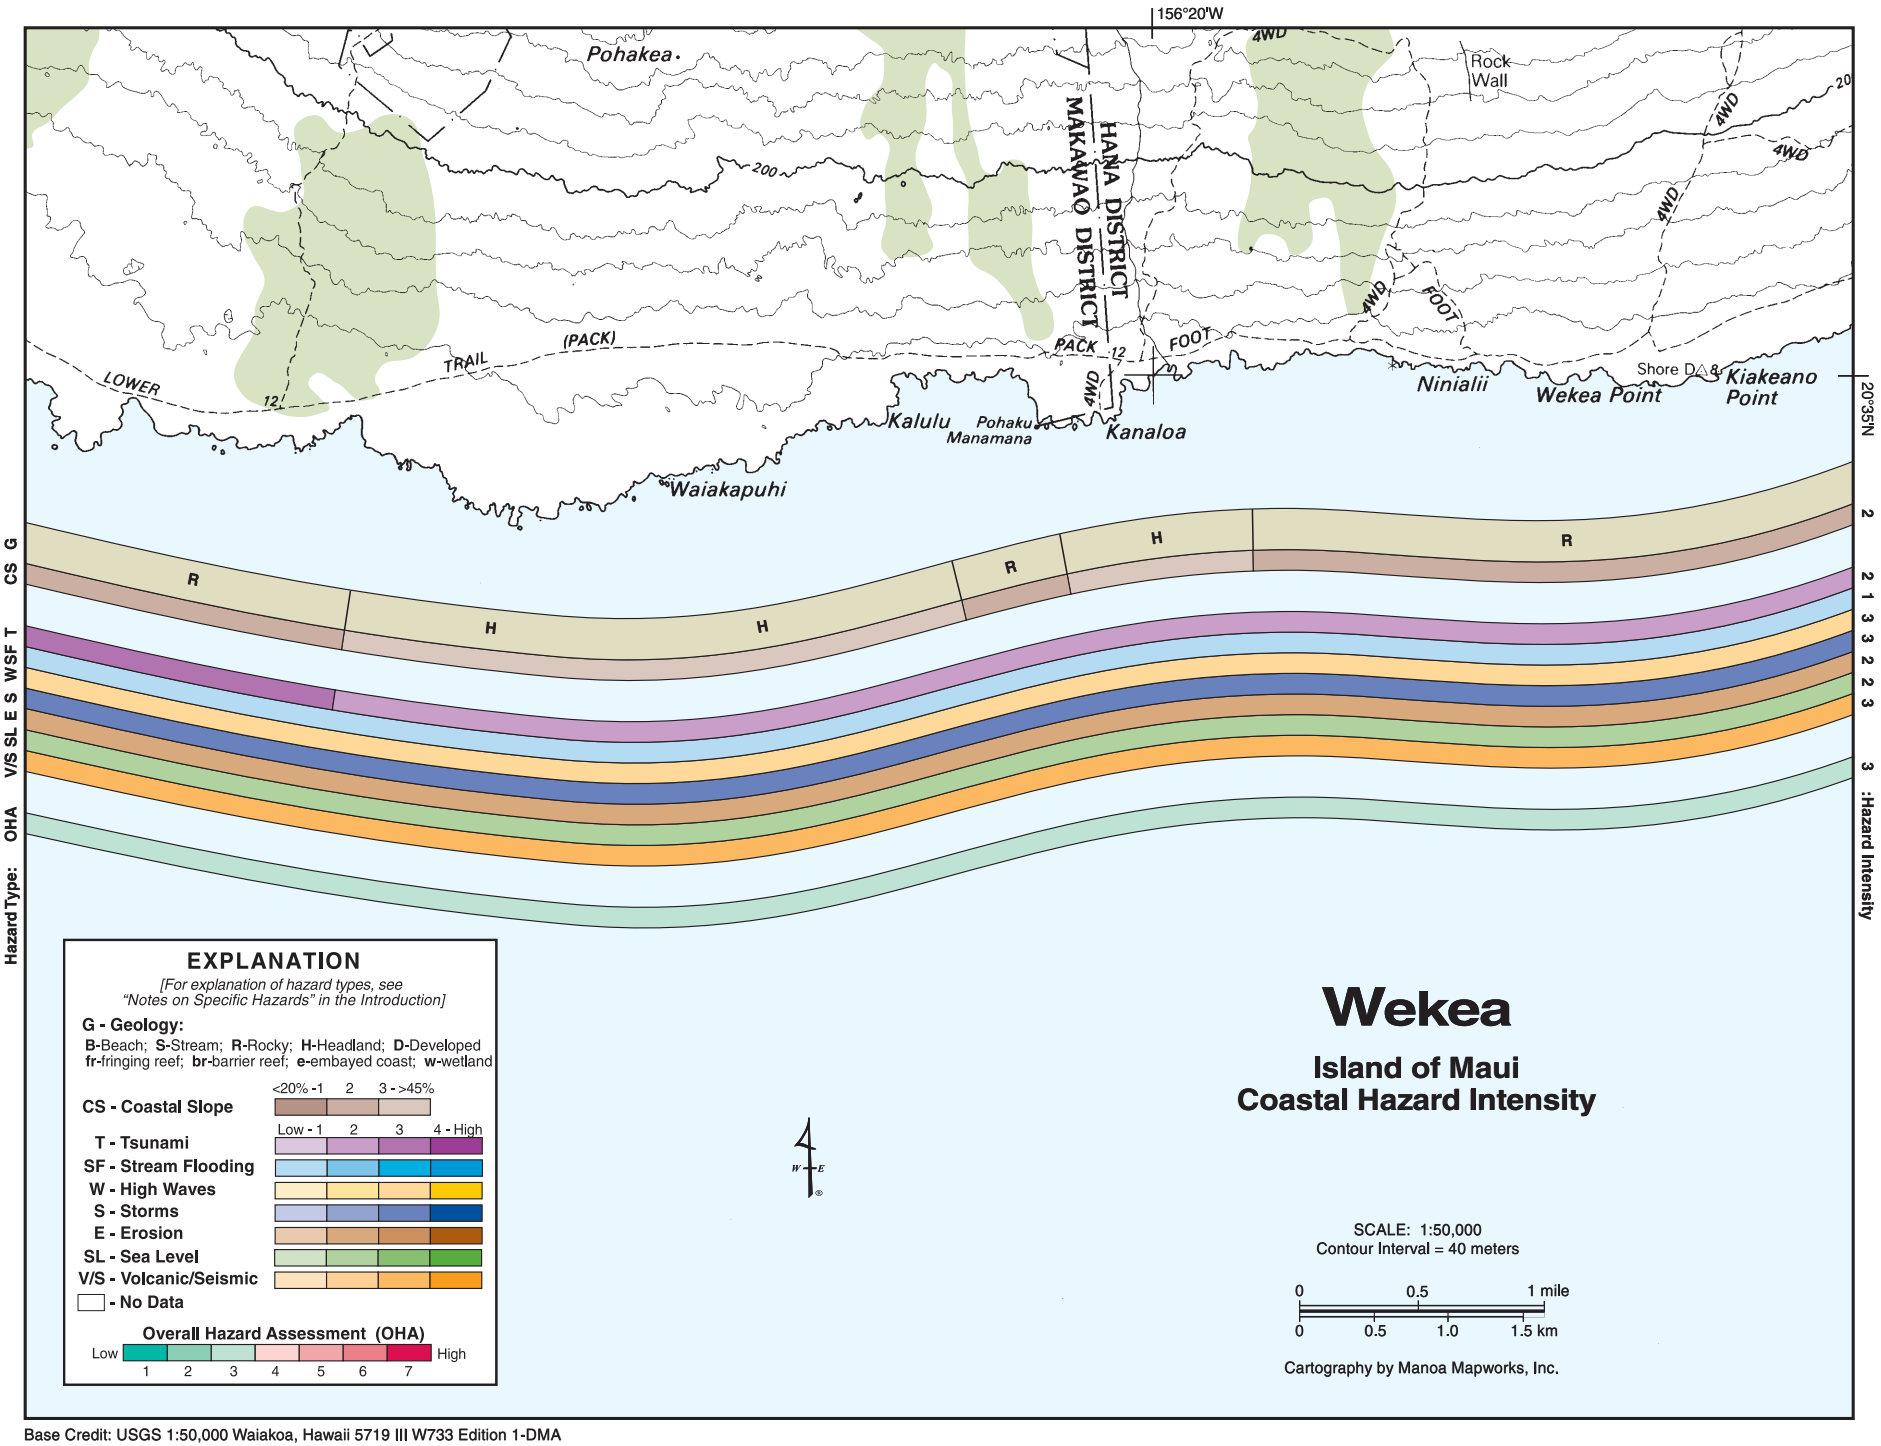 156°20'W
4WD
Pohakea
Rock
Wall
20
4WD
4WD
200
HANA DISTRICT
MAKAWAO DISTRICT
4WD
4WD
FOOT
(PACK)
TRAIL
LOWER
12
PACK
12
FOOT
4WD
Ninialii
Wekea Point
Shore D&
Kiakeano
Point
20°35'N
Kalulu
Pohaku
Manamana
Kanaloa
Waiakapuhi
G
CS
T
SF
W
S
E
SL
V/S
OHA
Hazard Type:
R
H
H
R
H
R
2
2
1
3
3
2
2
3
3
:Hazard Intensity
EXPLANATION
[For explanation of hazard types, see
“Notes on Specific Hazards” in the Introduction]
G - Geology:
B-Beach; S-Stream; R-Rocky; H-Headland; D-Developed
fr-fringing reef; br-barrier reef; e-embayed coast; w-wetland
<20% -1 2 3 - >45%
CS - Coastal Slope
Low - 1 2 3 4 - High
T - Tsunami
SF - Stream Flooding
W - High Waves
S - Storms
E - Erosion
SL - Sea Level
V/S - Volcanic/Seismic
- No Data
Overall Hazard Assessment (OHA)
Low High
1 2 3 4 5 6 7
W E
Wekea
Island of Maui
Coastal Hazard Intensity
SCALE: 1:50,000
Contour Interval = 40 meters
0 0.5 1 mile
0 0.5 1.0 1.5 km
Cartography by Manoa Mapworks, Inc.
Base Credit: USGS 1:50,000 Waiakoa, Hawaii 5719 III W733 Edition 1-DMA